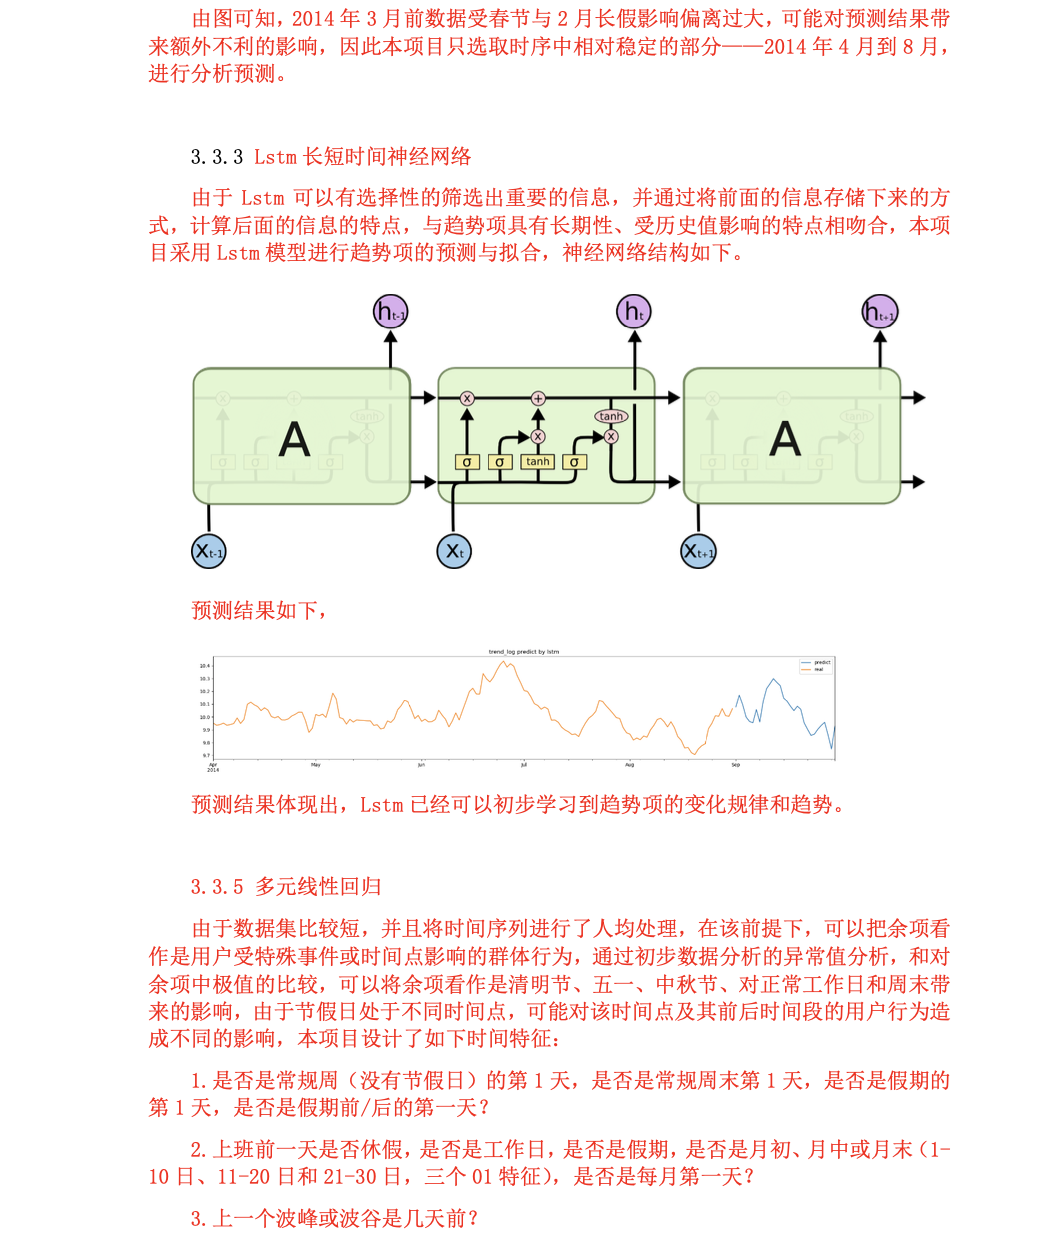 由图可知，2014 年 3 月前数据受春节与 2 月长假影响偏离过大，可能对预测结果带
来额外不利的影响，因此本项目只选取时序中相对稳定的部分——2014 年 4 月到 8 月，
进行分析预测。
3.3.3 Lstm 长短时间神经网络
由于 Lstm 可以有选择性的筛选出重要的信息，并通过将前面的信息存储下来的方
式，计算后面的信息的特点，与趋势项具有长期性、受历史值影响的特点相吻合，本项
目采用 Lstm 模型进行趋势项的预测与拟合，神经网络结构如下。
ht-1 ht ht+1
x + x + x +
tanh tanh tanh
x x x
A A
σ σ tanh σ
Xt-1 Xt Xt+1
预测结果如下，
trend_log predict by lstm
predict
real
10.4
10.3
10.2
10.1
10.0
9.9
9.8
9.7
Apr May Jun Jul Aug Sep
2014
预测结果体现出，Lstm 已经可以初步学习到趋势项的变化规律和趋势。
3.3.5 多元线性回归
由于数据集比较短，并且将时间序列进行了人均处理，在该前提下，可以把余项看
作是用户受特殊事件或时间点影响的群体行为，通过初步数据分析的异常值分析，和对
余项中极值的比较，可以将余项看作是清明节、五一、中秋节、对正常工作日和周末带
来的影响，由于节假日处于不同时间点，可能对该时间点及其前后时间段的用户行为造
成不同的影响，本项目设计了如下时间特征：
1.是否是常规周（没有节假日）的第 1 天，是否是常规周末第 1 天，是否是假期的
第 1 天，是否是假期前/后的第一天？
2.上班前一天是否休假，是否是工作日，是否是假期，是否是月初、月中或月末（1-
10 日、11-20 日和 21-30 日，三个 01 特征），是否是每月第一天？
3.上一个波峰或波谷是几天前？